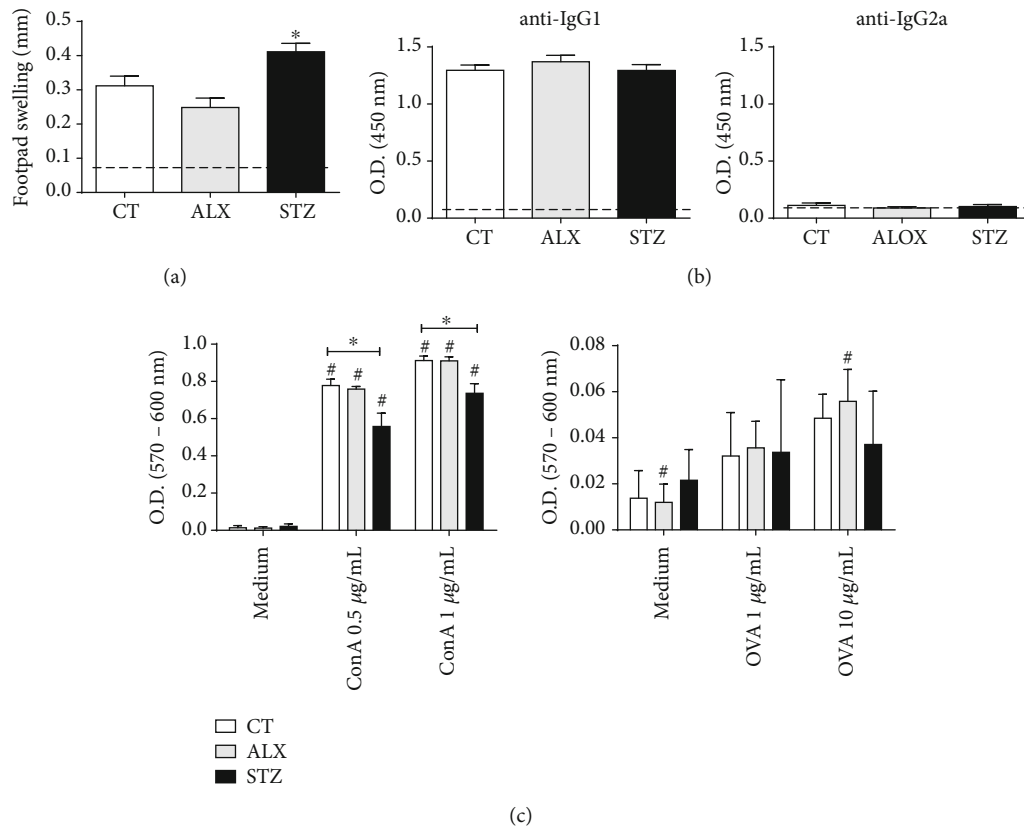 Footpad swelling (mm)
0.5
0.4
0.3
0.2
0.1
0.0
*
CT
ALX
STZ
(a)
anti-IgG1
O.D. (450 nm)
1.5
1.0
0.5
0.0
CT
ALX
STZ
anti-IgG2a
O.D. (450 nm)
1.5
1.0
0.5
0.0
CT
ALOX
STZ
(b)
O.D. (570 – 600 nm)
1.0
0.8
0.6
0.4
0.2
0.0
*
# # #
*
# # #
Medium
ConA 0.5 µg/mL
ConA 1 µg/mL
O.D. (570 – 600 nm)
0.08
0.06
0.04
0.02
0.00
#
#
Medium
OVA 1 µg/mL
OVA 10 µg/mL
CT
ALX
STZ
(c)